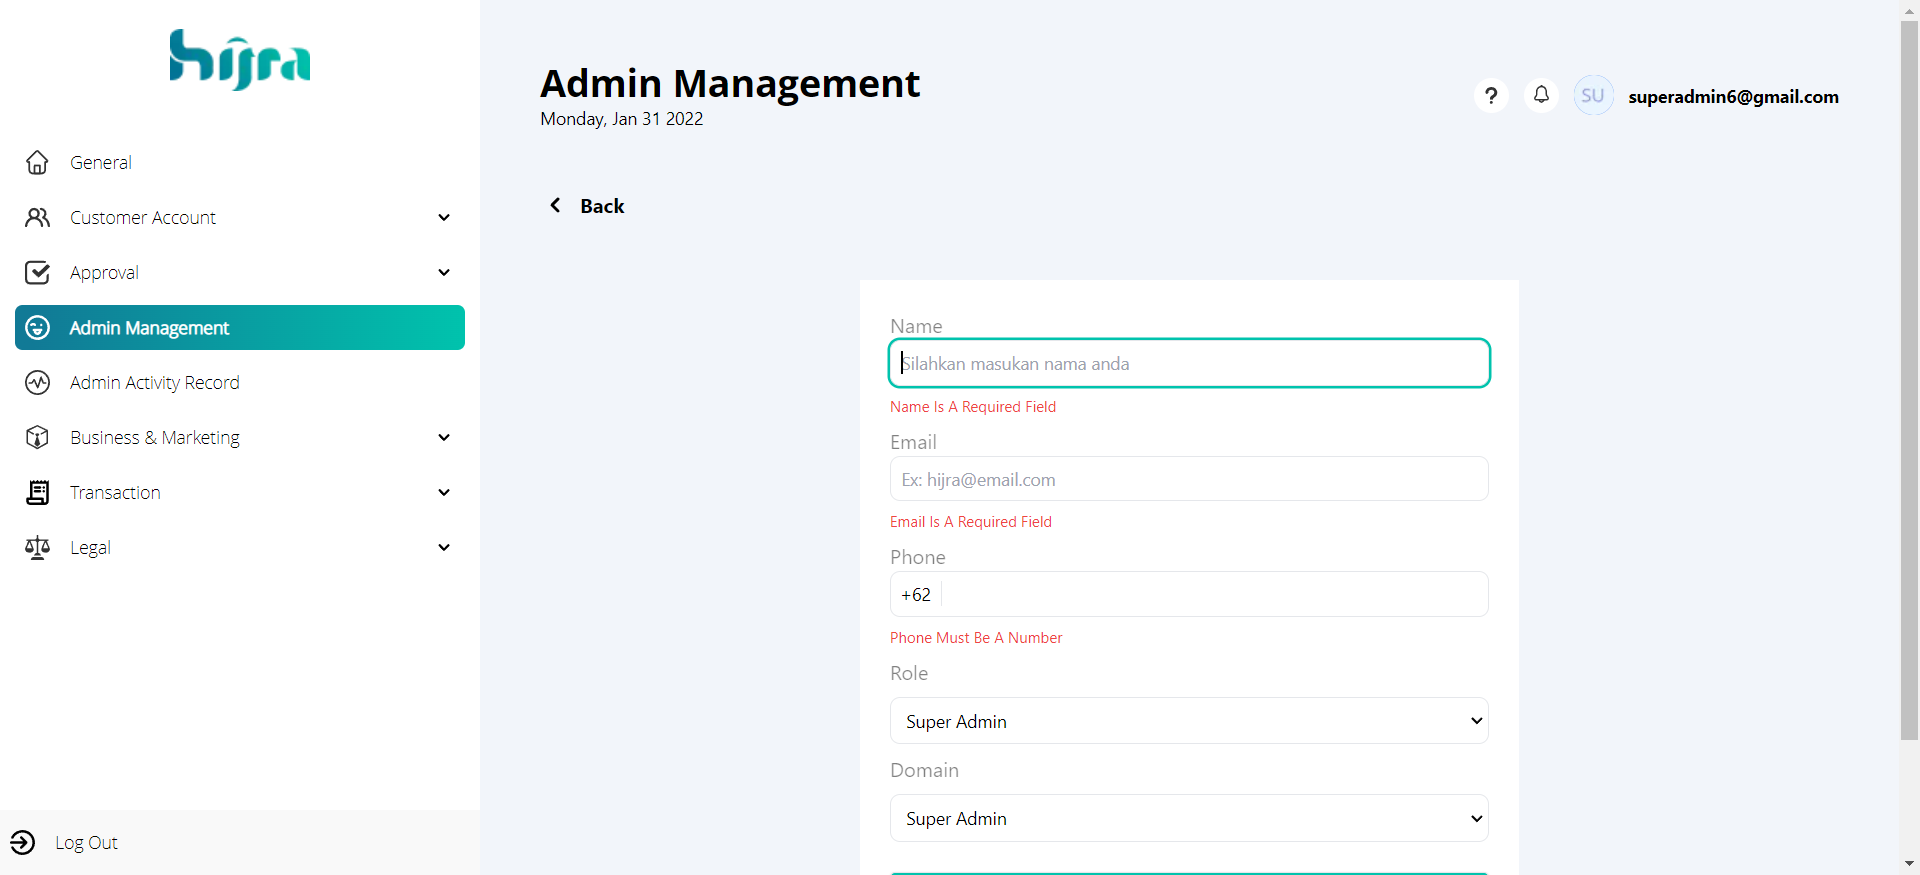 hijra
General
Customer Account
Approval
Admin Management
Admin Activity Record
Business & Marketing
Transaction
Legal
Log Out
Admin Management
Monday, Jan 31 2022
?
SU
superadmin6@gmail.com
Back
Name
Silahkan masukan nama anda
Name Is A Required Field
Email
Ex: hijra@email.com
Email Is A Required Field
Phone
+62
Phone Must Be A Number
Role
Super Admin
Domain
Super Admin